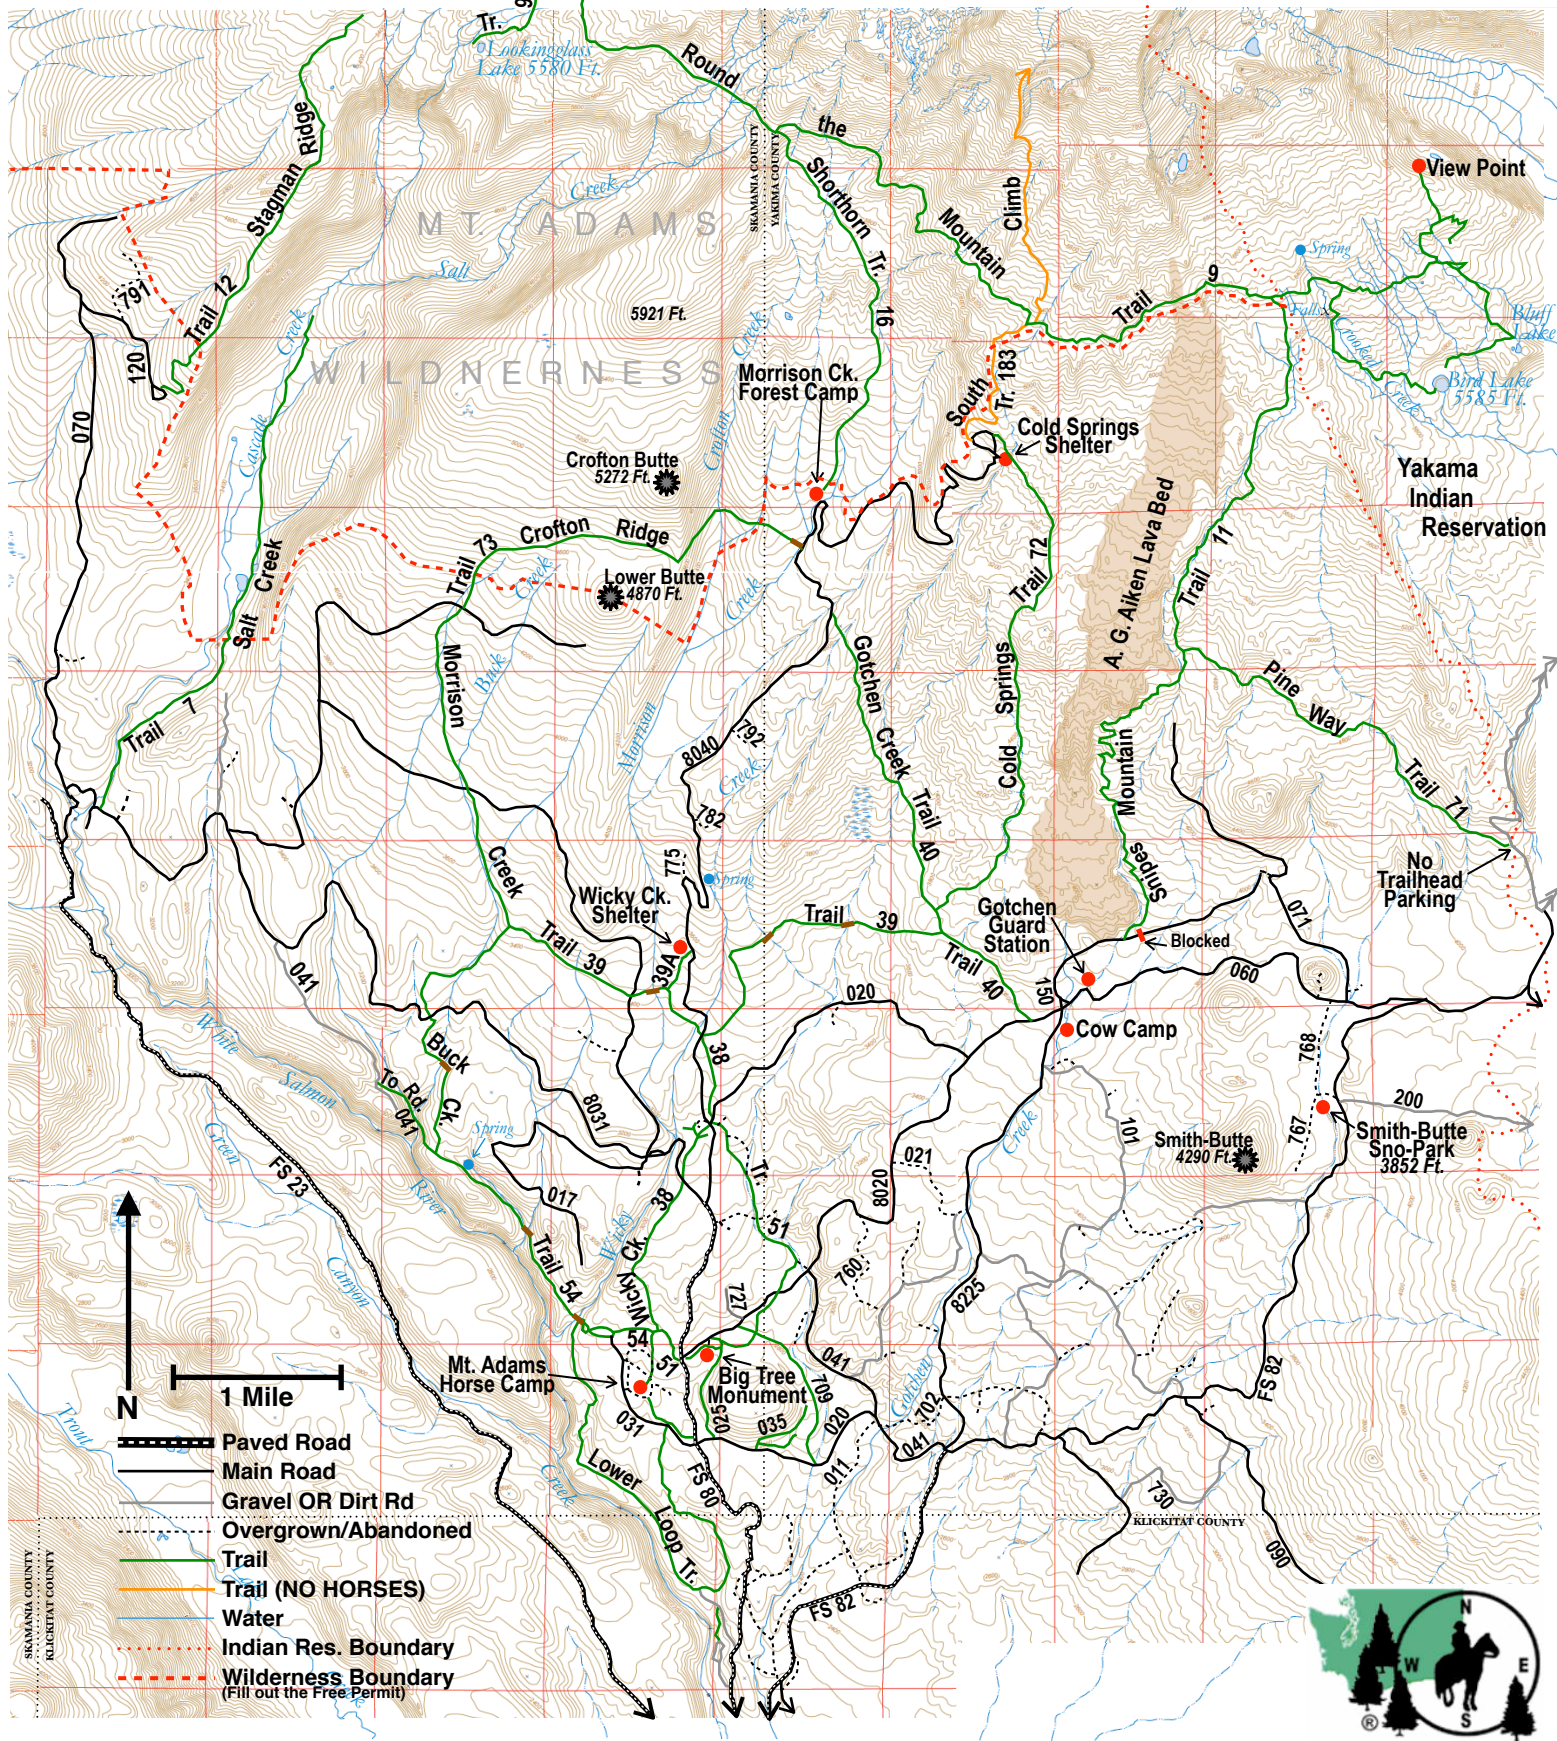 Tr.
9
Lookingglass
Lake 5580 Ft.
Round
the
Mountain
Trail
9
Stagman
Ridge
Trail 12
SKAMANIA COUNTY
YAKIMA COUNTY
Shorthorn
Tr.
16
Climb
South
Tr. 183
View Point
Spring
Falls
Crooked
Creek
Bluff
Lake
Bird Lake
5585 Ft.
MT. ADAMS
WILDNERNESS
Creek
Salt
5921 Ft.
791
120
070
Cascade
Creek
Salt
Creek
Trail
7
Crofton
Creek
Morrison Ck.
Forest Camp
Cold Springs
Shelter
Crofton Butte
5272 Ft.
Yakama
Indian
Reservation
Trail
73
Crofton
Ridge
Lower Butte
4870 Ft.
Buck
Creek
Morrison
Creek
Creek
Morrison
Creek
Trail 39
Gotchen
Creek
Trail
40
Trail
72
Springs
Cold
A. G. Aiken Lava Bed
Trail
11
Mountain
Snipes
Pine
Way
Trail
71
No
Trailhead
Parking
8040
792
782
775
Spring
Wicky Ck.
Shelter
39A
Trail
39
Trail
40
Gotchen
Guard
Station
Blocked
071
060
150
Cow Camp
020
041
White
Salmon
River
Green
Canyon
Creek
Buck
Ck.
To Rd.
041
8031
38
Spring
017
FS 23
Wicky
38
Ck.
Wicky
Tr.
51
8020
021
760
727
Creek
8225
Gotchen
101
Smith-Butte
4290 Ft.
768
767
200
Smith-Butte
Sno-Park
3852 Ft.
Trail
54
54
51
Mt. Adams
Horse Camp
Big Tree
Monument
709
025
035
020
031
041
041
702
011
FS 82
Lower
Loop Tr.
FS 80
FS 82
730
KLICKITAT COUNTY
090
N
1 Mile
Trout
Creek
Paved Road
Main Road
Gravel OR Dirt Rd
Overgrown/Abandoned
Trail
Trail (NO HORSES)
Water
Indian Res. Boundary
Wilderness Boundary
(Fill out the Free Permit)
SKAMANIA COUNTY
KLICKITAT COUNTY
N
W
E
S
®